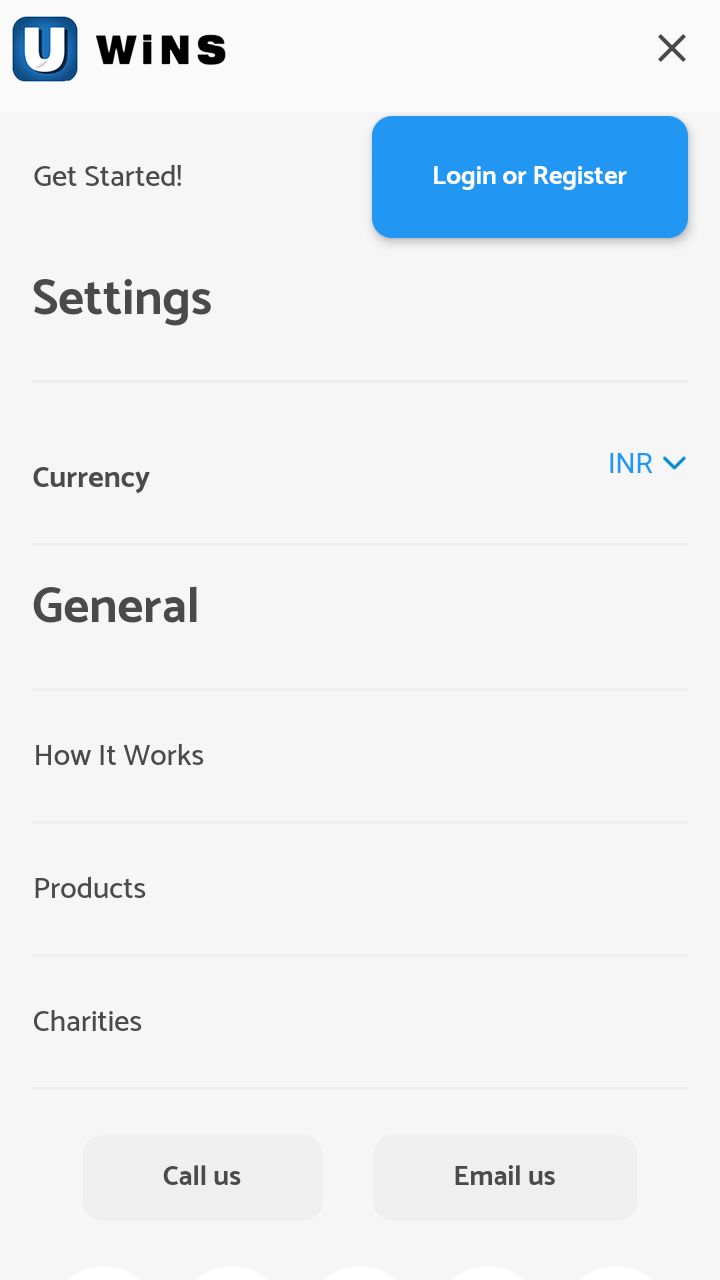 U WiNS
Get Started!
Login or Register
Settings
Currency
INR
General
How It Works
Products
Charities
Call us
Email us